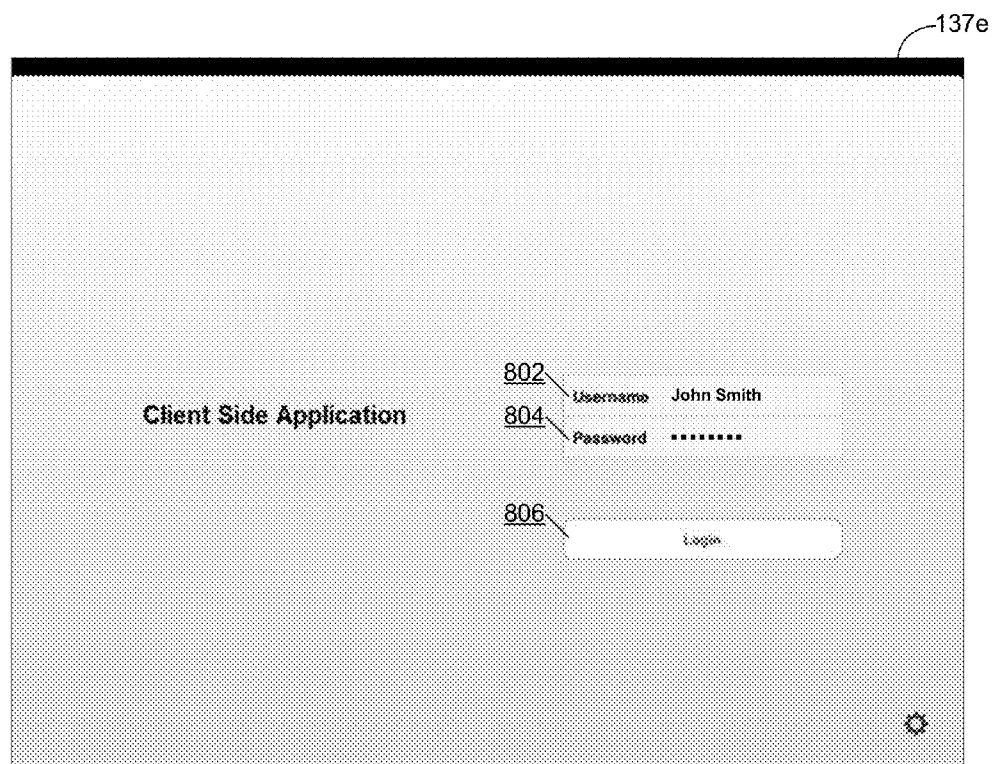 137e
802
Username John Smith
Client Side Application
804
Password ▪▪▪▪▪▪▪▪
806
Login